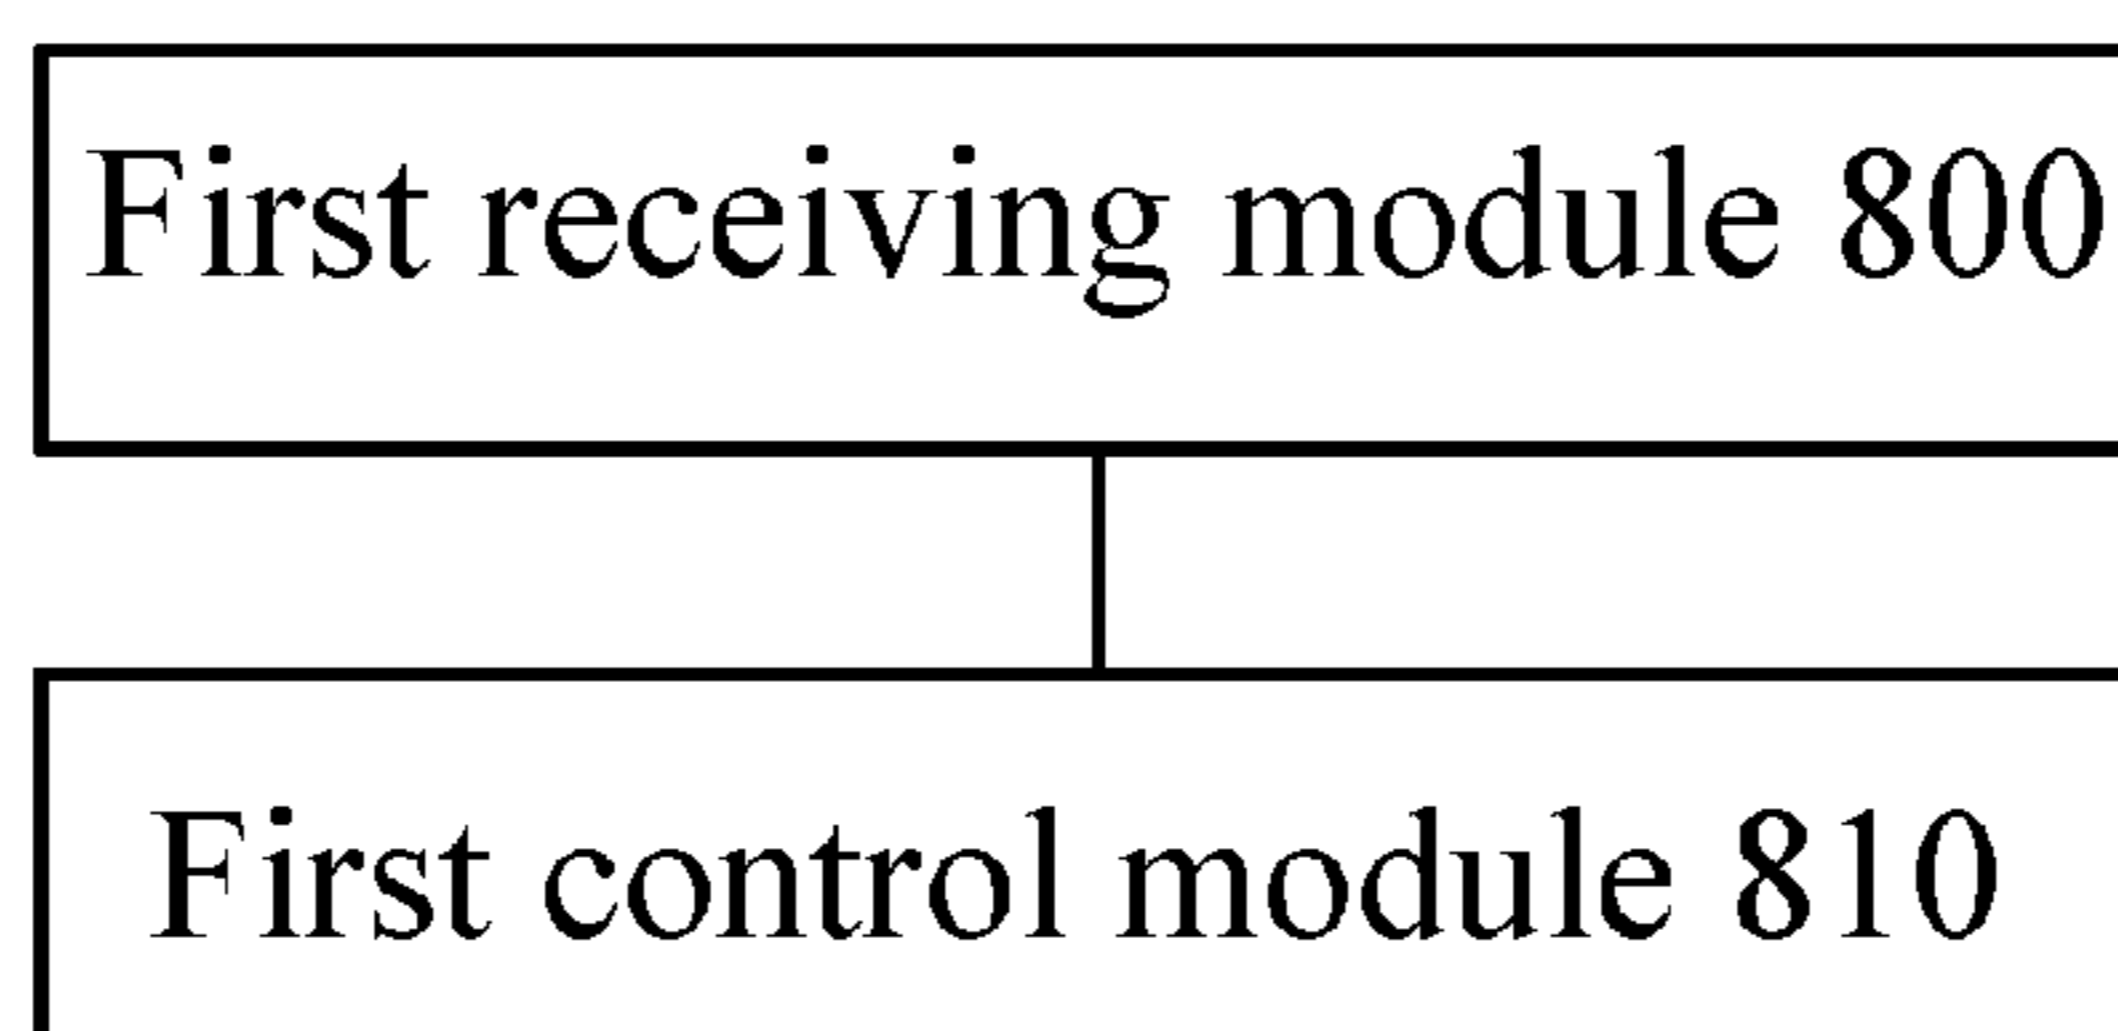 First receiving module 800
First control module 810